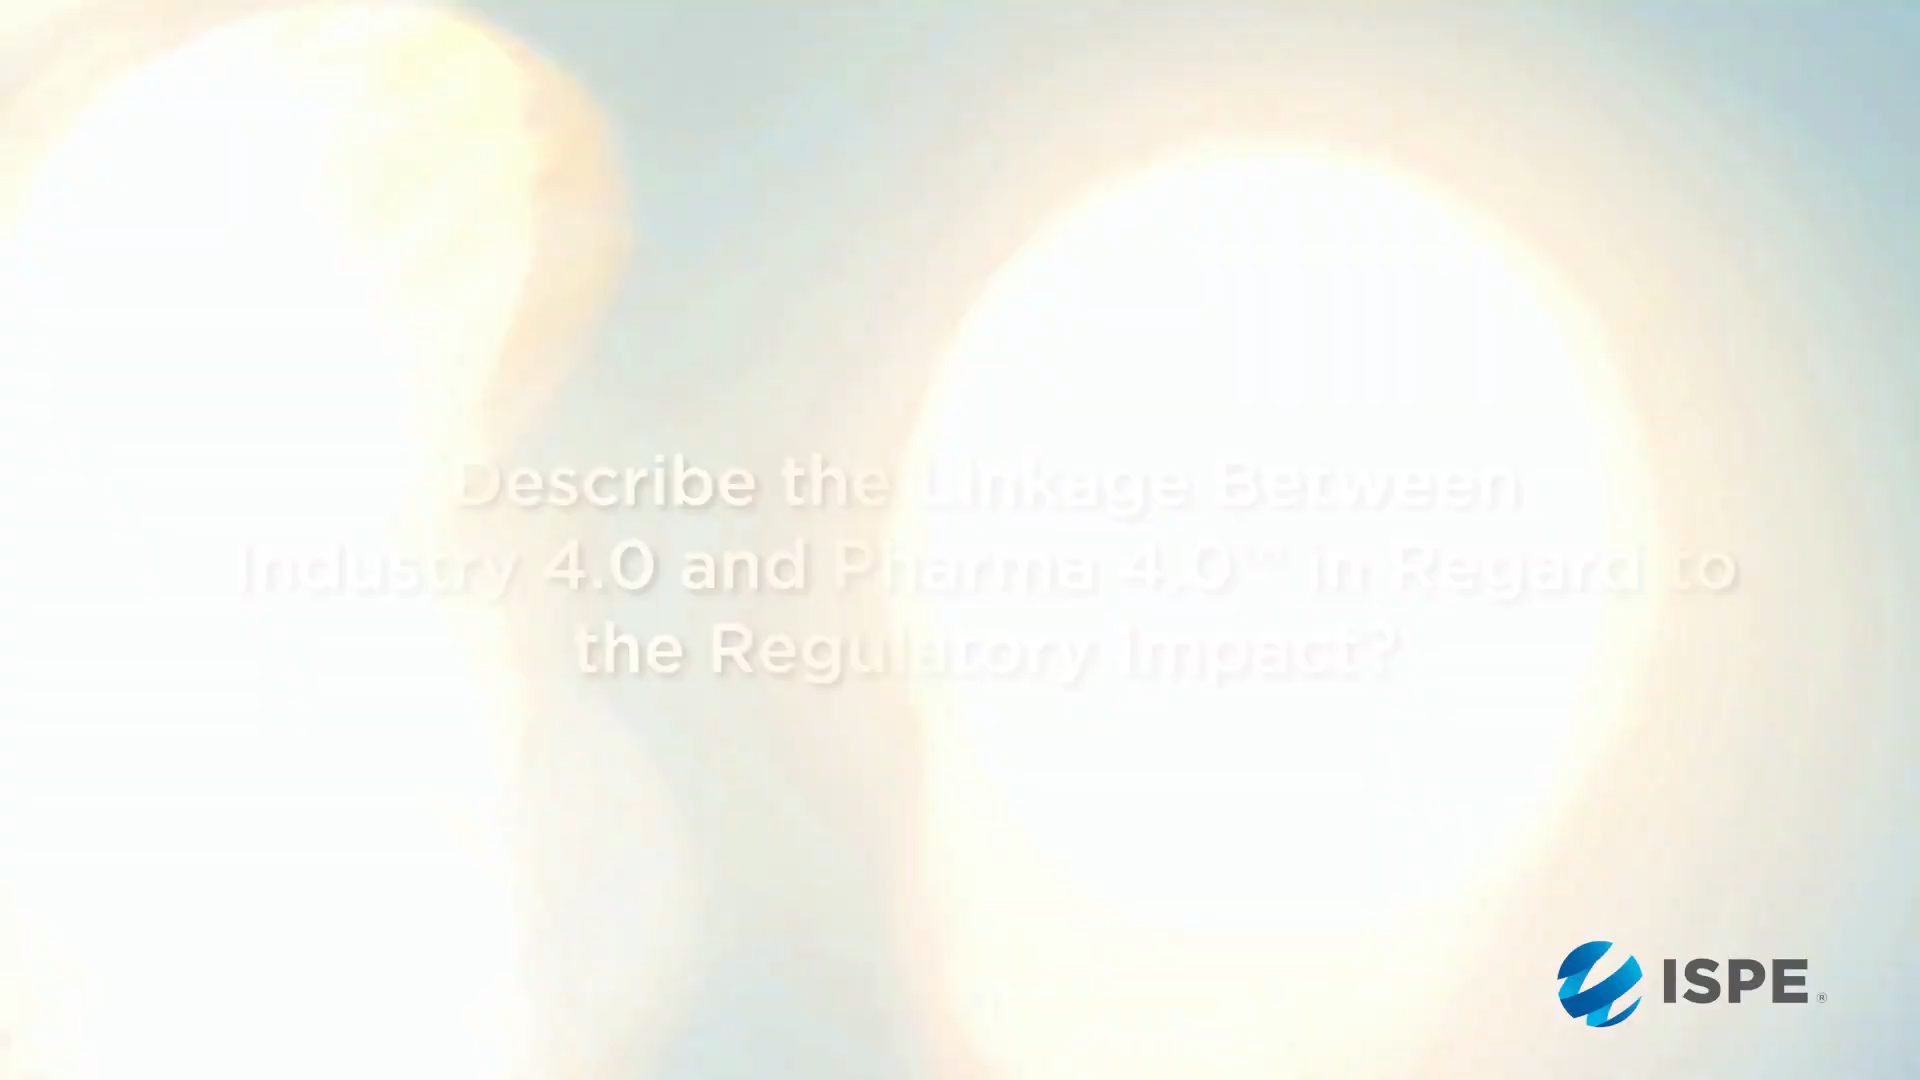 Describe the Linkage Between
Industry 4.0 and Pharma 4.0™ in Regard to
the Regulatory Impact?
ISPE®